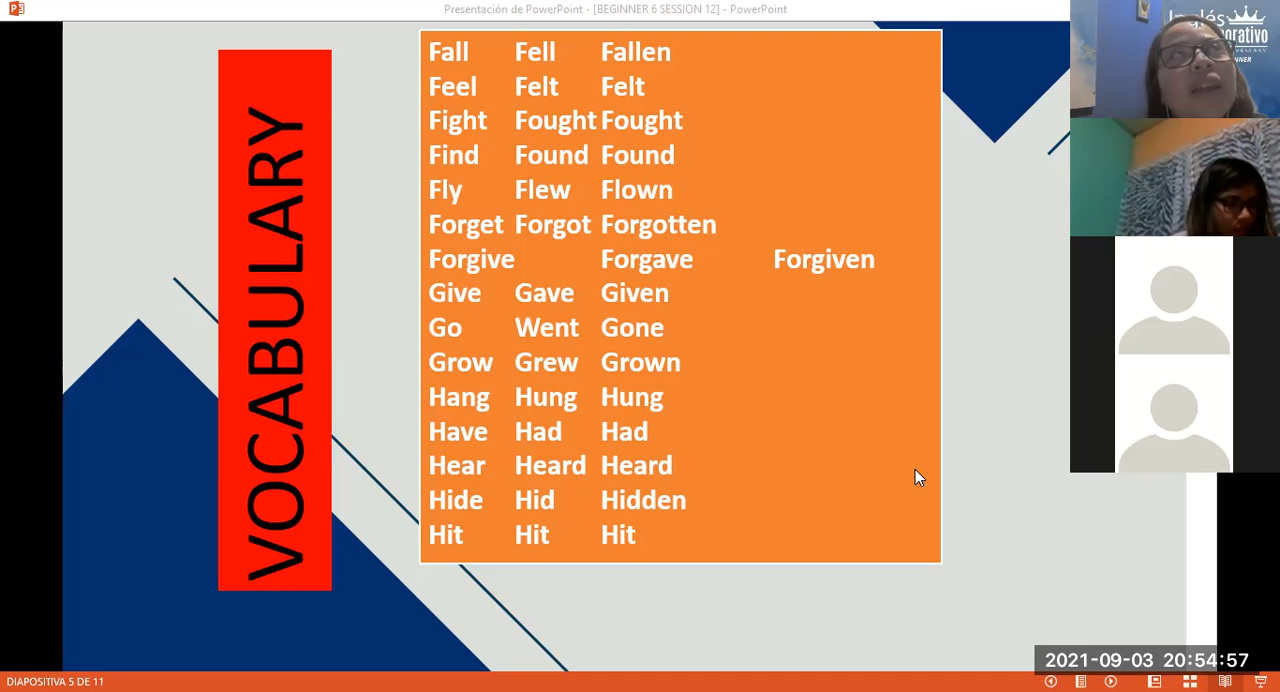 Presentación de PowerPoint - [BEGINNER 6 SESSION 12] - PowerPoint
Inglés
VOCABULARY
Fall Fell Fallen
Feel Felt Felt
Fight Fought Fought
Find Found Found
Fly Flew Flown
Forget Forgot Forgotten
Forgive Forgave Forgiven
Give Gave Given
Go Went Gone
Grow Grew Grown
Hang Hung Hung
Have Had Had
Hear Heard Heard
Hide Hid Hidden
Hit Hit Hit
2021-09-03 20:54:57
DIAPOSITIVA 5 DE 11